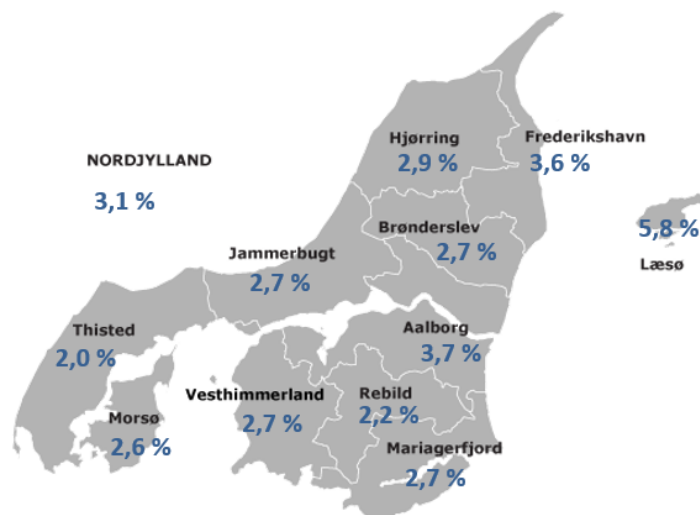 Hjørring
2,9 %
Frederikshavn
3,6 %
NORDJYLLAND
3,1 %
Brønderslev
2,7 %
5,8 %
Læsø
Jammerbugt
2,7 %
Thisted
2,0 %
Aalborg
3,7 %
Vesthimmerland
2,7 %
Rebild
2,2 %
Morsø
2,6 %
Mariagerfjord
2,7 %